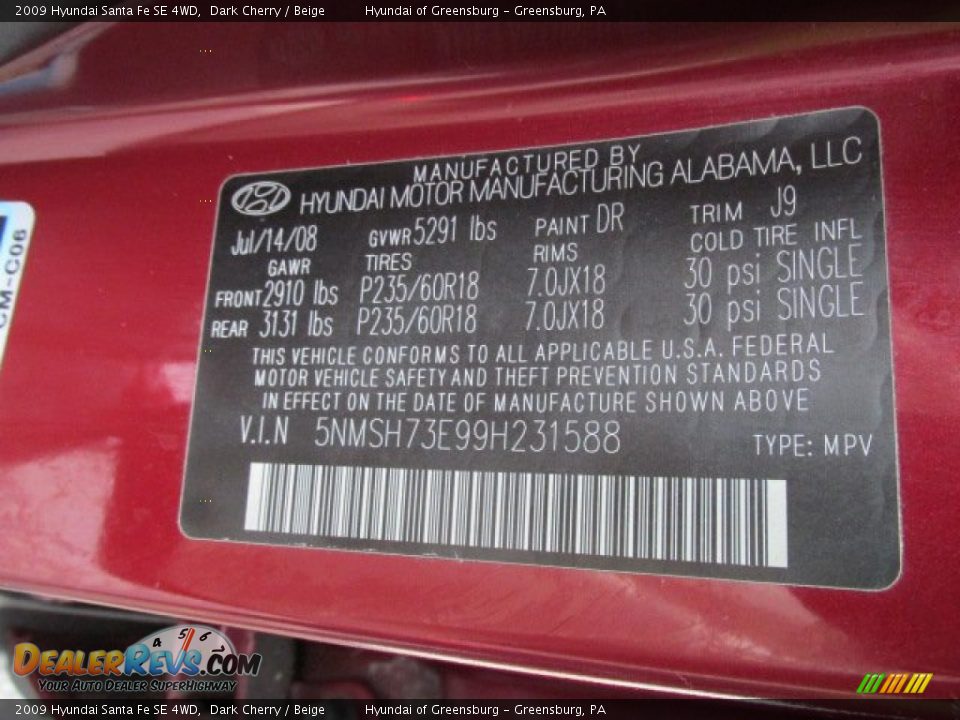 2009 Hyundai Santa Fe SE 4WD,  Dark Cherry / Beige    Hyundai of Greensburg - Greensburg, PA
MANUFACTURED BY
HYUNDAI MOTOR MANUFACTURING ALABAMA, LLC
Jul/14/08 GVWR 5291 lbs PAINT DR TRIM J9
GAWR TIRES RIMS COLD TIRE INFL
FRONT 2910 lbs P235/60R18 7.0JX18 30 psi SINGLE
REAR 3131 lbs P235/60R18 7.0JX18 30 psi SINGLE
THIS VEHICLE CONFORMS TO ALL APPLICABLE U.S.A. FEDERAL
MOTOR VEHICLE SAFETY AND THEFT PREVENTION STANDARDS
IN EFFECT ON THE DATE OF MANUFACTURE SHOWN ABOVE
V.I.N 5NMSH73E99H231588 TYPE: MPV
CM-C06
4 5 6
DEALERREVS.COM
Your Auto Dealer SuperHighway
2009 Hyundai Santa Fe SE 4WD,  Dark Cherry / Beige    Hyundai of Greensburg - Greensburg, PA